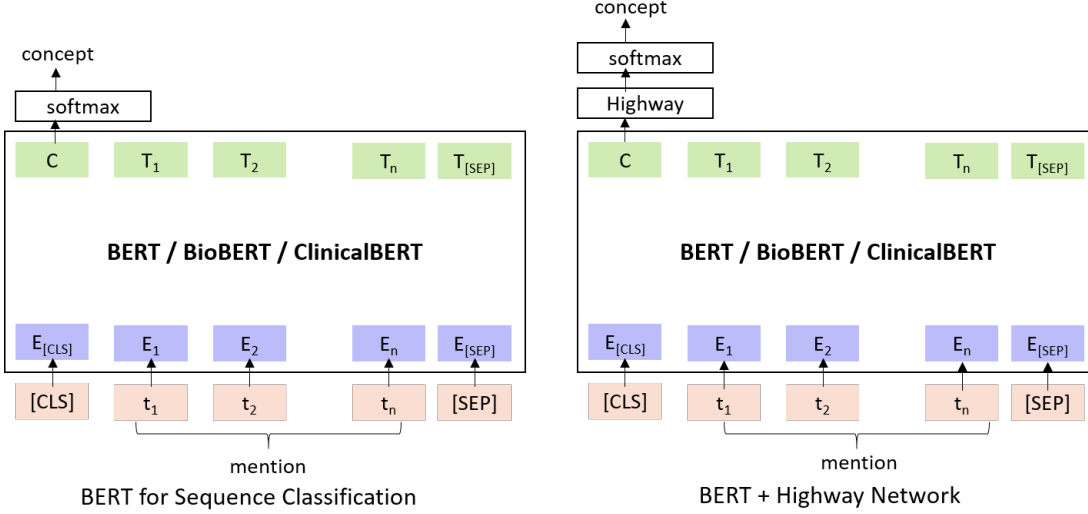 concept
softmax
C T1 T2 Tn T[SEP]
BERT / BioBERT / ClinicalBERT
E[CLS] E1 E2 En E[SEP]
[CLS] t1 t2 tn [SEP]
mention
BERT for Sequence Classification
concept
softmax
Highway
C T1 T2 Tn T[SEP]
BERT / BioBERT / ClinicalBERT
E[CLS] E1 E2 En E[SEP]
[CLS] t1 t2 tn [SEP]
mention
BERT + Highway Network